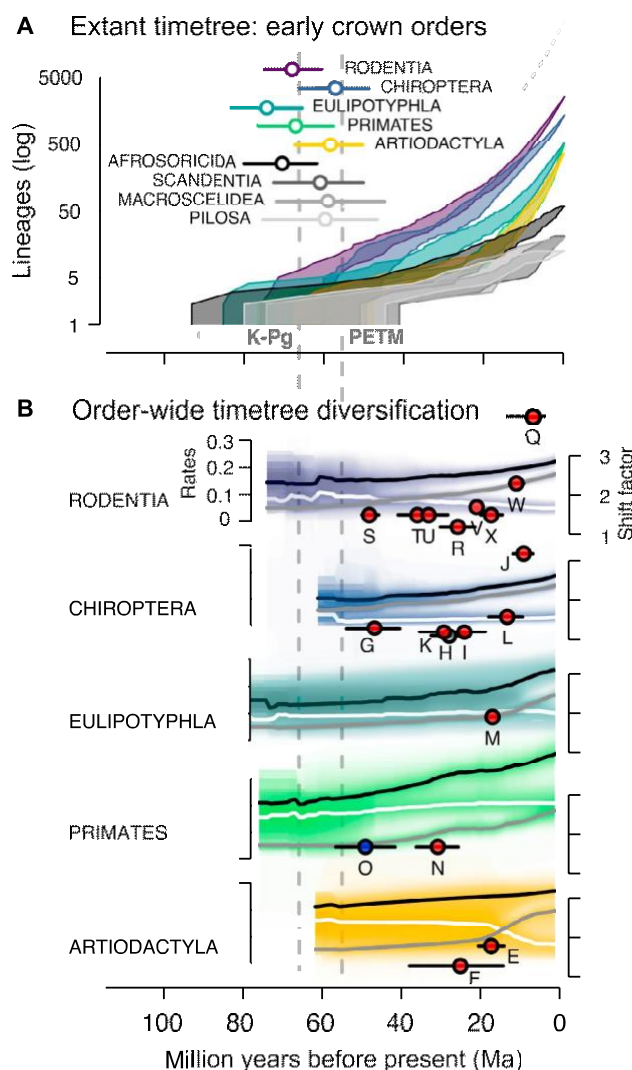 A Extant timetree: early crown orders
Lineages (log)
5000
500
50
5
1
RODENTIA
CHIROPTERA
EULIPOTYPHLA
PRIMATES
ARTIODACTYLA
AFROSORICIDA
SCANDENTIA
MACROSCELIDEA
PILOSA
K-Pg PETM
B Order-wide timetree diversification
Q
RODENTIA
Rates
0.3
0.2
0.1
0
3
2
1
Shift factor
W
S T U R V X
J
CHIROPTERA
G K H I L
EULIPOTYPHLA
M
PRIMATES
O N
ARTIODACTYLA
E
F
100 80 60 40 20 0
Million years before present (Ma)